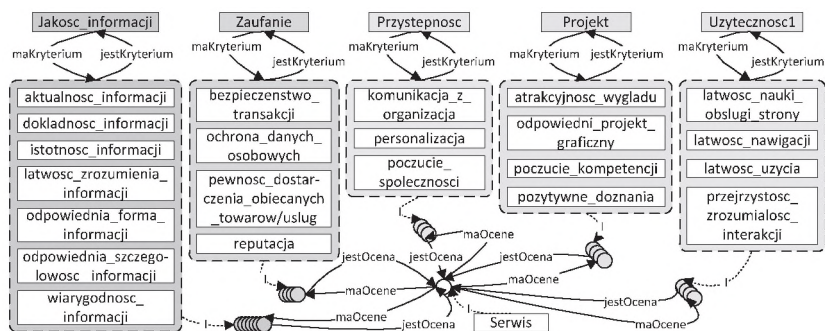 Jakosc_informacji
Zaufanie
Przystepnosc
Projekt
Uzytecznosc1
maKryterium
jestKryterium
maKryterium
jestKryterium
maKryterium
jestKryterium
maKryterium
jestKryterium
maKryterium
jestKryterium
aktualnosc_informacji
dokladnosc_informacji
istotnosc_informacji
latwosc_zrozumienia_
informacji
odpowiednia_forma_
informacji
odpowiednia_szczego-
lowosc_informacji
wiarygodnosc_
informacji
bezpieczenstwo_
transakcji
ochrona_danych_
osobowych
pewnosc_dostar-
czenia_obiecanych
_towarow/uslug
reputacja
komunikacja_z_
organizacja
personalizacja
poczucie_
spolecznosci
atrakcyjnosc_wygladu
odpowiedni_projekt_
graficzny
poczucie_kompetencji
pozytywne_doznania
latwosc_nauki_
obslugi_strony
latwosc_nawigacji
latwosc_uzycia
przejrzystosc_
zrozumialosc_
interakcji
I
I
I
I
I
I
maOcene
jestOcena
jestOcena
jestOcena
maOcene
maOcene
jestOcena
maOcene
jestOcena
maOcene
Serwis